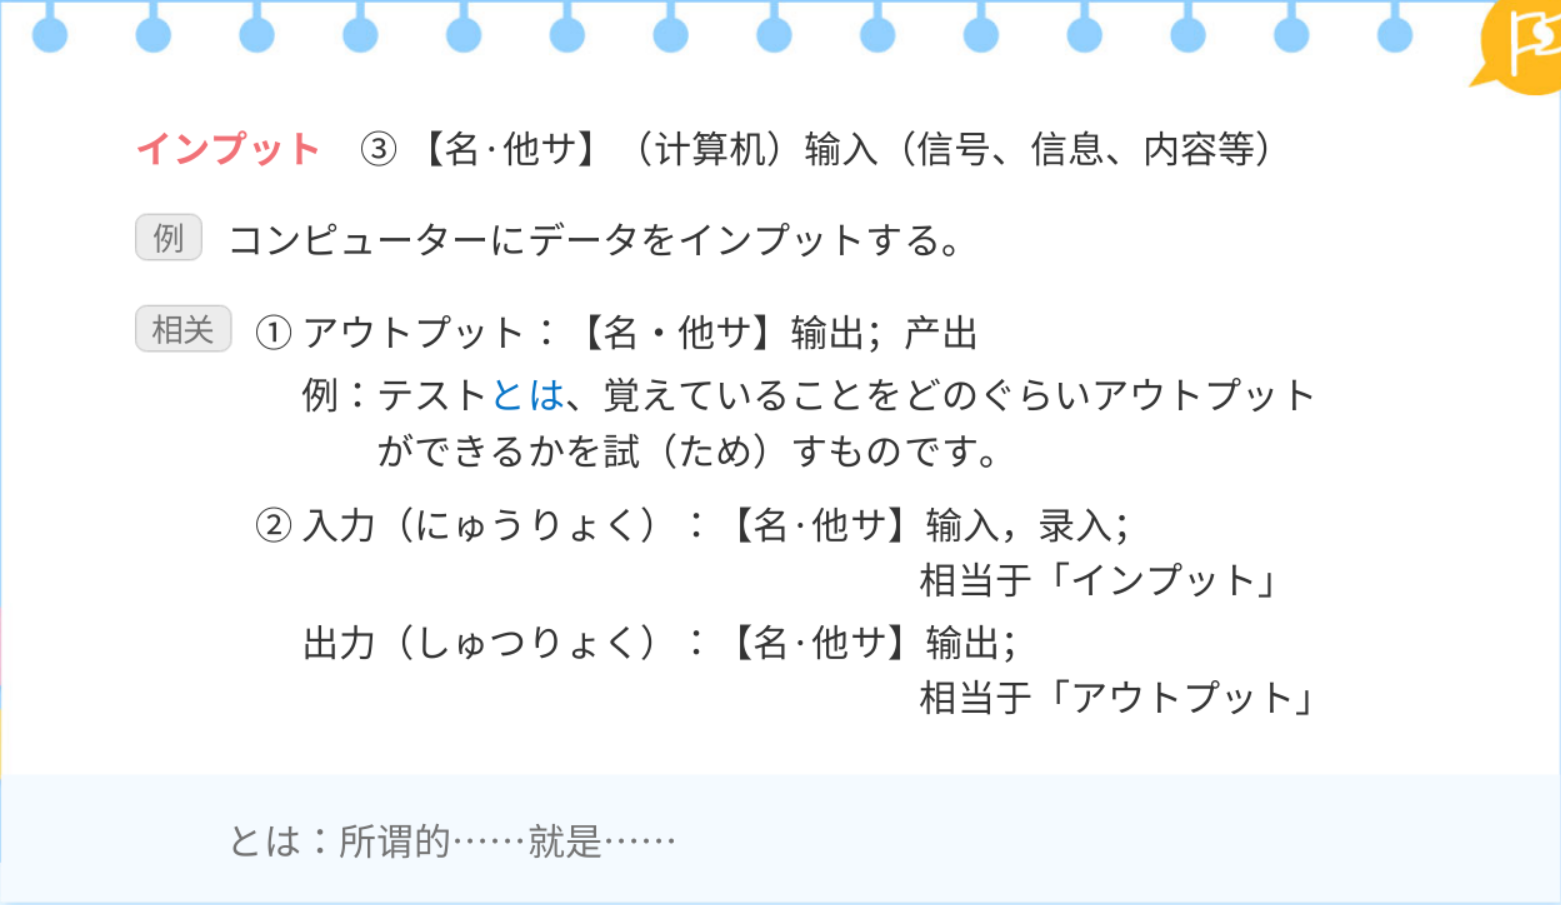 インプット ③【名·他サ】（计算机）输入（信号、信息、内容等）
例 コンピューターにデータをインプットする。
相关 ① アウトプット：【名・他サ】输出；产出
例：テストとは、覚えていることをどのぐらいアウトプット
ができるかを試（ため）すものです。
② 入力（にゅうりょく）：【名·他サ】输入，录入；
相当于「インプット」
出力（しゅつりょく）：【名·他サ】输出；
相当于「アウトプット」
とは：所谓的……就是……